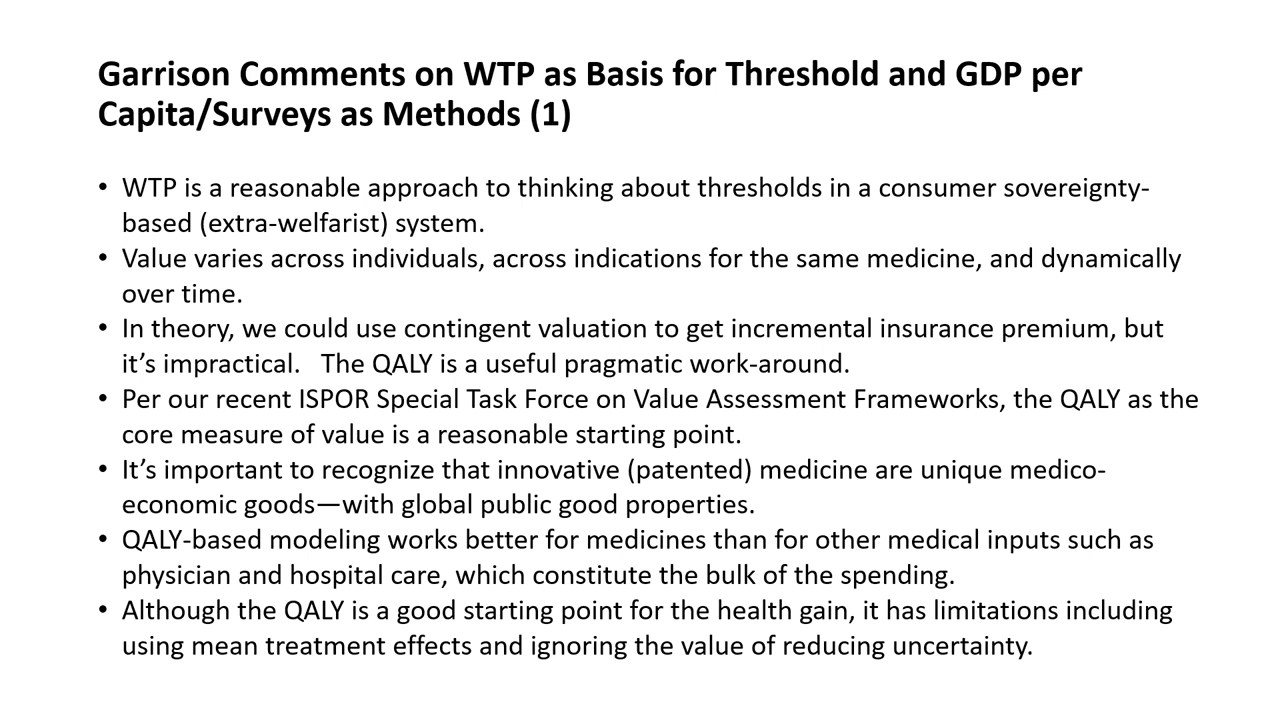 Garrison Comments on WTP as Basis for Threshold and GDP per
Capita/Surveys as Methods (1)
• WTP is a reasonable approach to thinking about thresholds in a consumer sovereignty-
based (extra-welfarist) system.
• Value varies across individuals, across indications for the same medicine, and dynamically
over time.
• In theory, we could use contingent valuation to get incremental insurance premium, but
it’s impractical.   The QALY is a useful pragmatic work-around.
• Per our recent ISPOR Special Task Force on Value Assessment Frameworks, the QALY as the
core measure of value is a reasonable starting point.
• It’s important to recognize that innovative (patented) medicine are unique medico-
economic goods—with global public good properties.
• QALY-based modeling works better for medicines than for other medical inputs such as
physician and hospital care, which constitute the bulk of the spending.
• Although the QALY is a good starting point for the health gain, it has limitations including
using mean treatment effects and ignoring the value of reducing uncertainty.